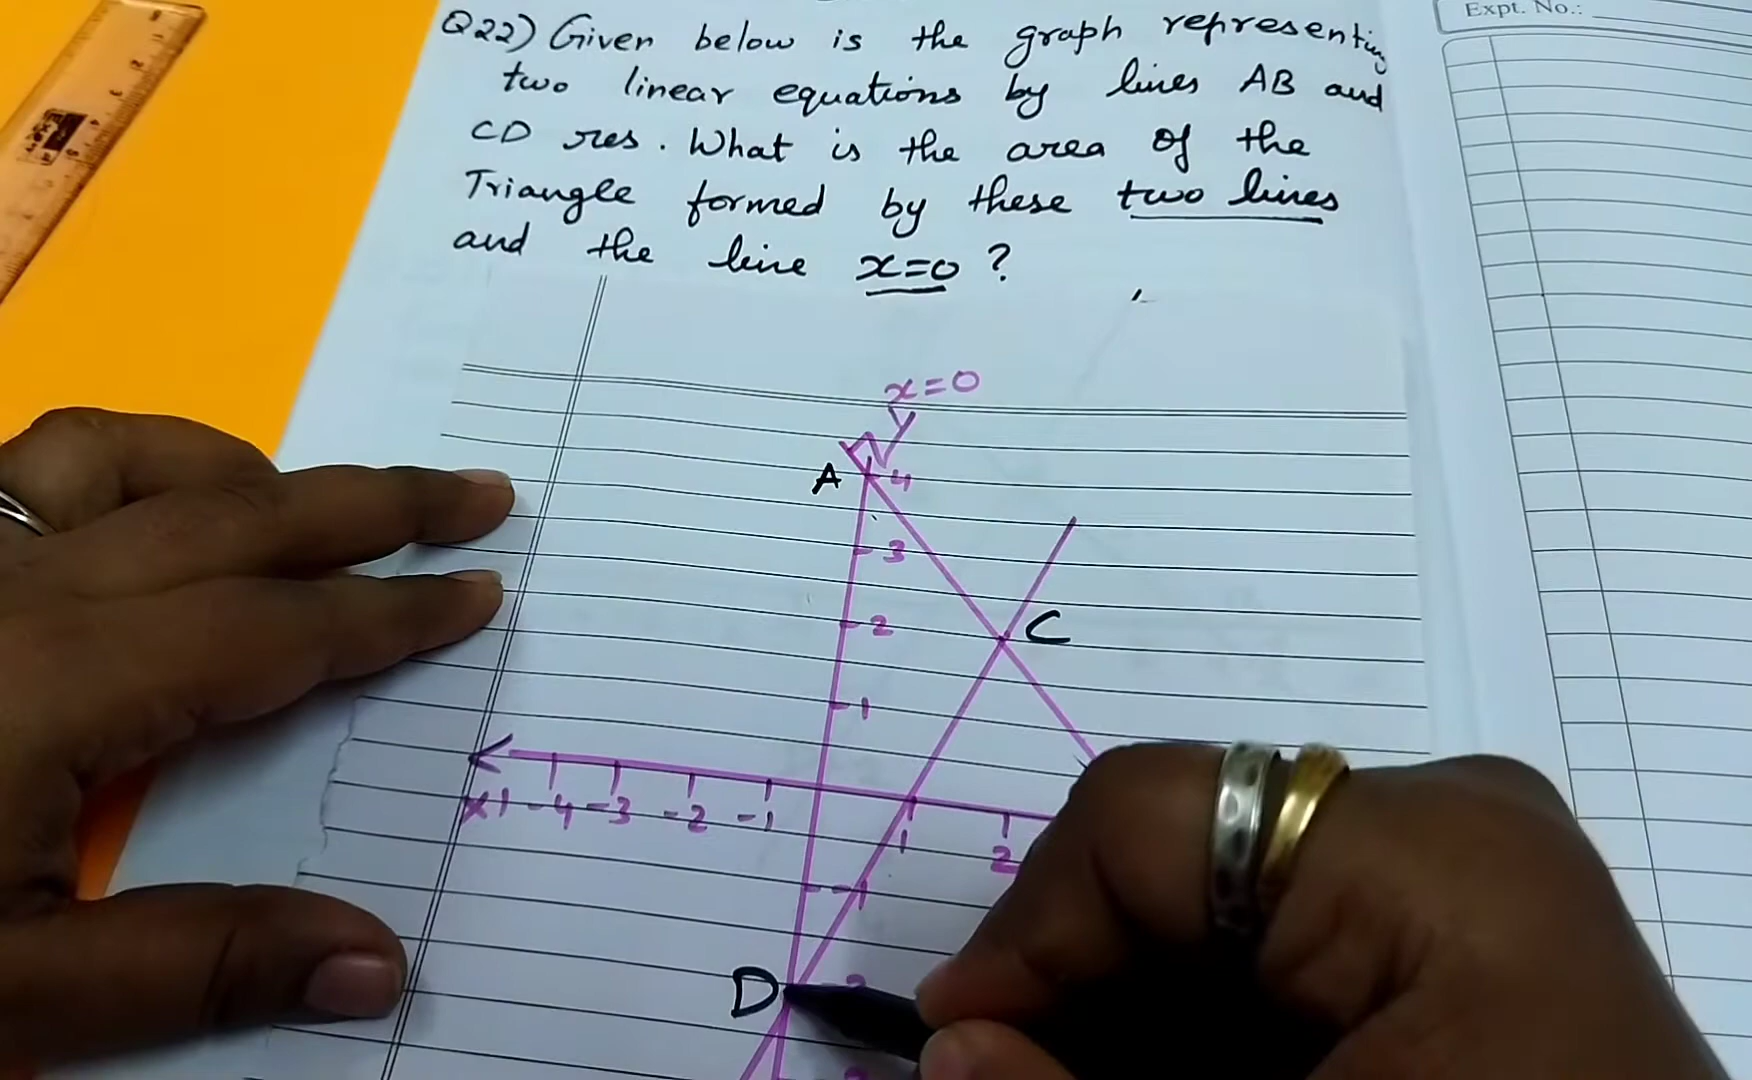 Q22) Given below is the graph representing
two linear equations by lines AB and
CD res. What is the area of the
Triangle formed by these two lines
and the line x=0 ?
Expt. No.:
x=0
Y
A 4
3
2 C
1
x1 -4 -3 -2 -1 1 2
-1
D